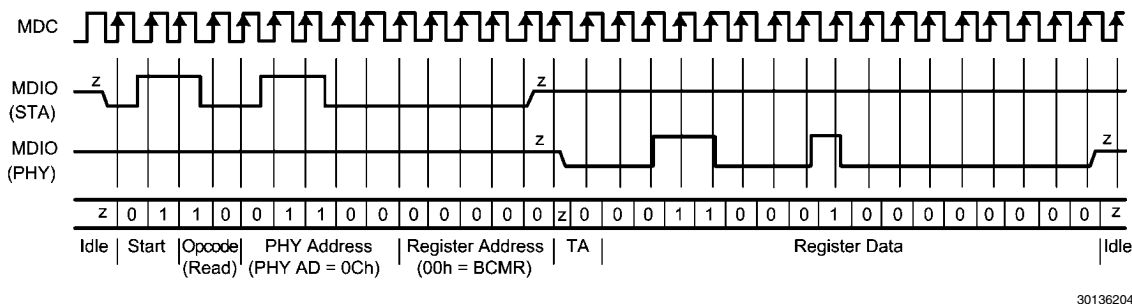 MDC
z z
MDIO
(STA)
z z
MDIO
(PHY)
z 0 1 1 0 0 1 1 0 0 0 0 0 0 0 z 0 0 0 1 1 0 0 0 1 0 0 0 0 0 0 0 0 z
Idle Start Opcode PHY Address Register Address TA Register Data Idle
(Read) (PHY AD = 0Ch) (00h = BCMR)
30136204